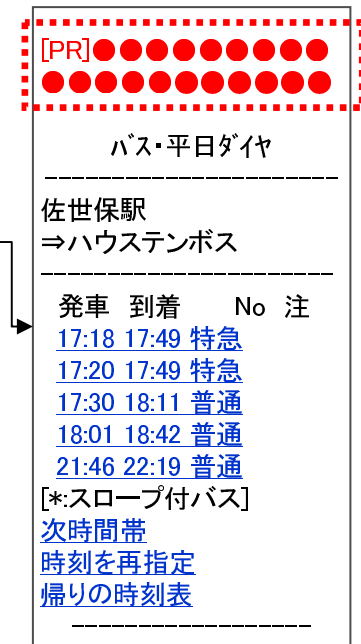 [PR]●●●●●●●●●
●●●●●●●●●●●
バス・平日ダイヤ
----------------------
佐世保駅
⇒ハウステンボス
----------------------
発車 到着 No 注
17:18 17:49 特急
17:20 17:49 特急
17:30 18:11 普通
18:01 18:42 普通
21:46 22:19 普通
[*:スロープ付バス]
次時間帯
時刻を再指定
帰りの時刻表
------------------